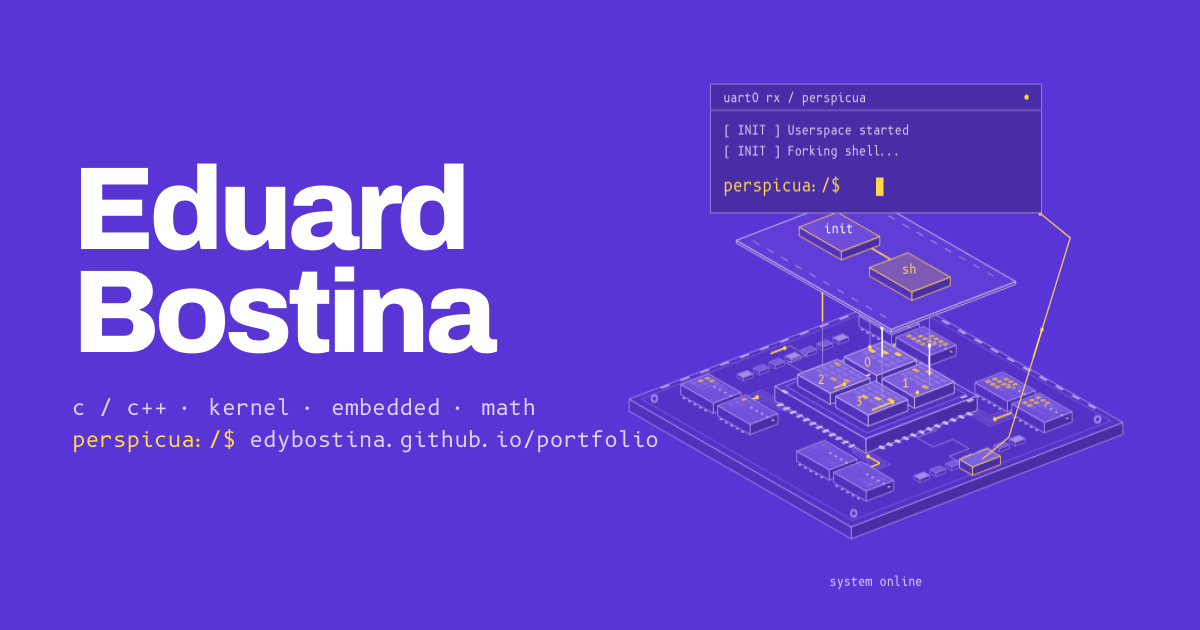 Eduard
Bostina
c / c++ · kernel · embedded · math
perspicua:/$ edybostina.github.io/portfolio
uart0 rx / perspicua
[ INIT ] Userspace started
[ INIT ] Forking shell...
perspicua:/$
init
sh
0
2
1
3
system online